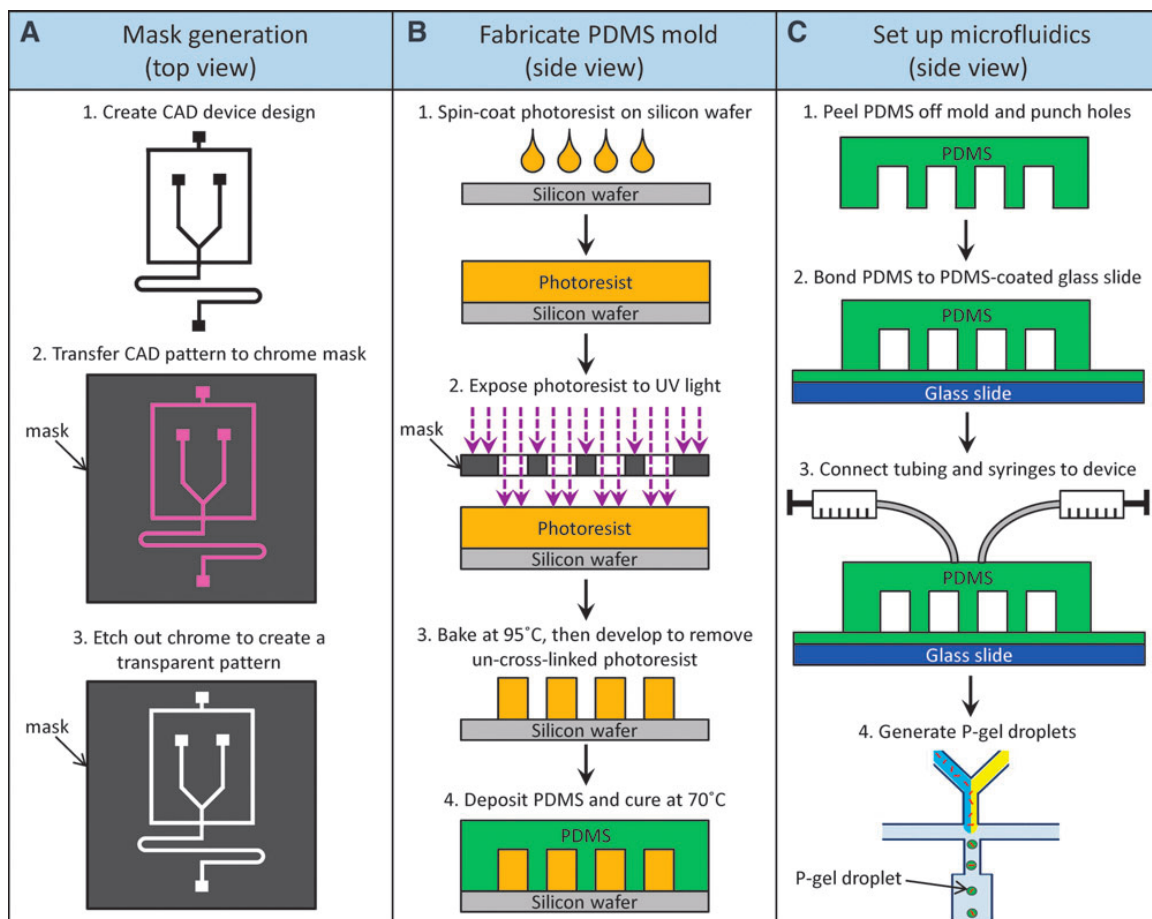 A
Mask generation
(top view)
1. Create CAD device design
2. Transfer CAD pattern to chrome mask
mask
3. Etch out chrome to create a
transparent pattern
mask
B
Fabricate PDMS mold
(side view)
1. Spin-coat photoresist on silicon wafer
Silicon wafer
Photoresist
Silicon wafer
2. Expose photoresist to UV light
mask
Photoresist
Silicon wafer
3. Bake at 95˚C, then develop to remove
un-cross-linked photoresist
Silicon wafer
4. Deposit PDMS and cure at 70˚C
PDMS
Silicon wafer
C
Set up microfluidics
(side view)
1. Peel PDMS off mold and punch holes
PDMS
2. Bond PDMS to PDMS-coated glass slide
PDMS
Glass slide
3. Connect tubing and syringes to device
PDMS
Glass slide
4. Generate P-gel droplets
P-gel droplet